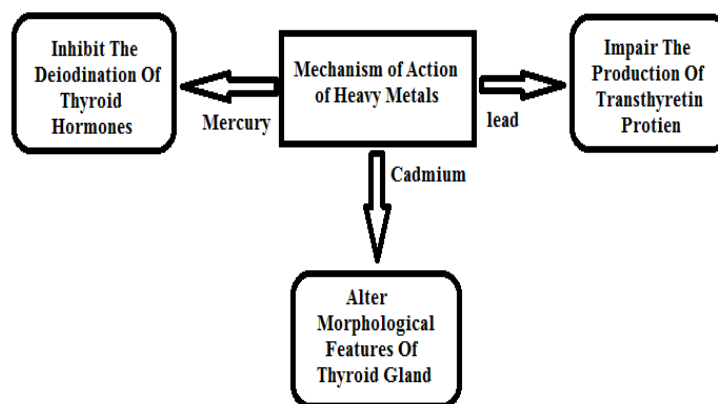 Inhibit The
Deiodination Of
Thyroid
Hormones
Mercury
Mechanism of Action
of Heavy Metals
lead
Impair The
Production Of
Transthyretin
Protien
Cadmium
Alter
Morphological
Features Of
Thyroid Gland